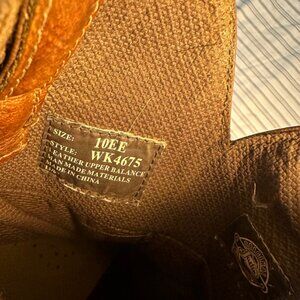 SIZE: 10EE
STYLE: WK4675
LEATHER UPPER BALANCE
MAN MADE MATERIALS
MADE IN CHINA